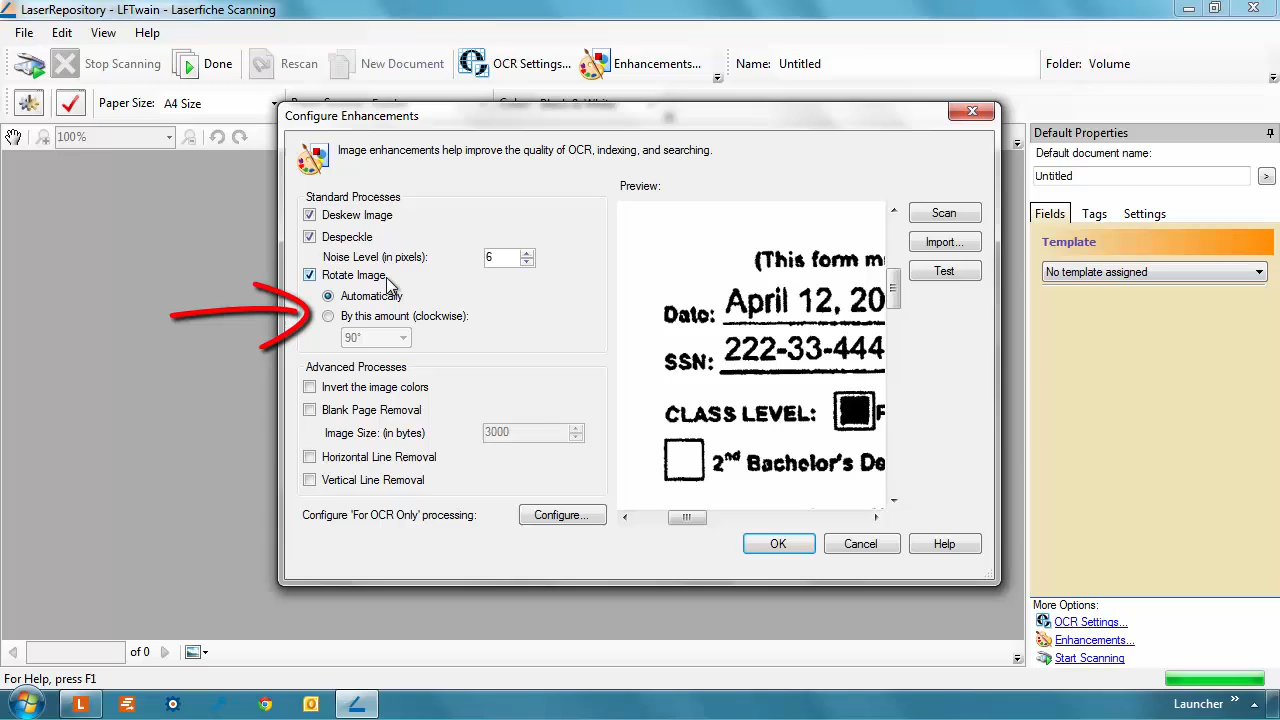 LaserRepository - LFTwain - Laserfiche Scanning
File Edit View Help
Stop Scanning Done Rescan New Document OCR Settings... Enhancements... Name: Untitled Folder: Volume
Paper Size: A4 Size
100%
Configure Enhancements
Image enhancements help improve the quality of OCR, indexing, and searching.
Standard Processes
Deskew Image
Despeckle
Noise Level (in pixels): 6
Rotate Image
Automatically
By this amount (clockwise):
90°
Advanced Processes
Invert the image colors
Blank Page Removal
Image Size: (in bytes) 3000
Horizontal Line Removal
Vertical Line Removal
Configure 'For OCR Only' processing: Configure...
Preview:
(This form m
Date: April 12, 20
SSN: 222-33-444
CLASS LEVEL: F
2nd Bachelor's De
Scan
Import...
Test
OK Cancel Help
Default Properties
Default document name:
Untitled >
Fields Tags Settings
Template
No template assigned
More Options:
OCR Settings...
Enhancements...
Start Scanning
of 0
For Help, press F1
Launcher